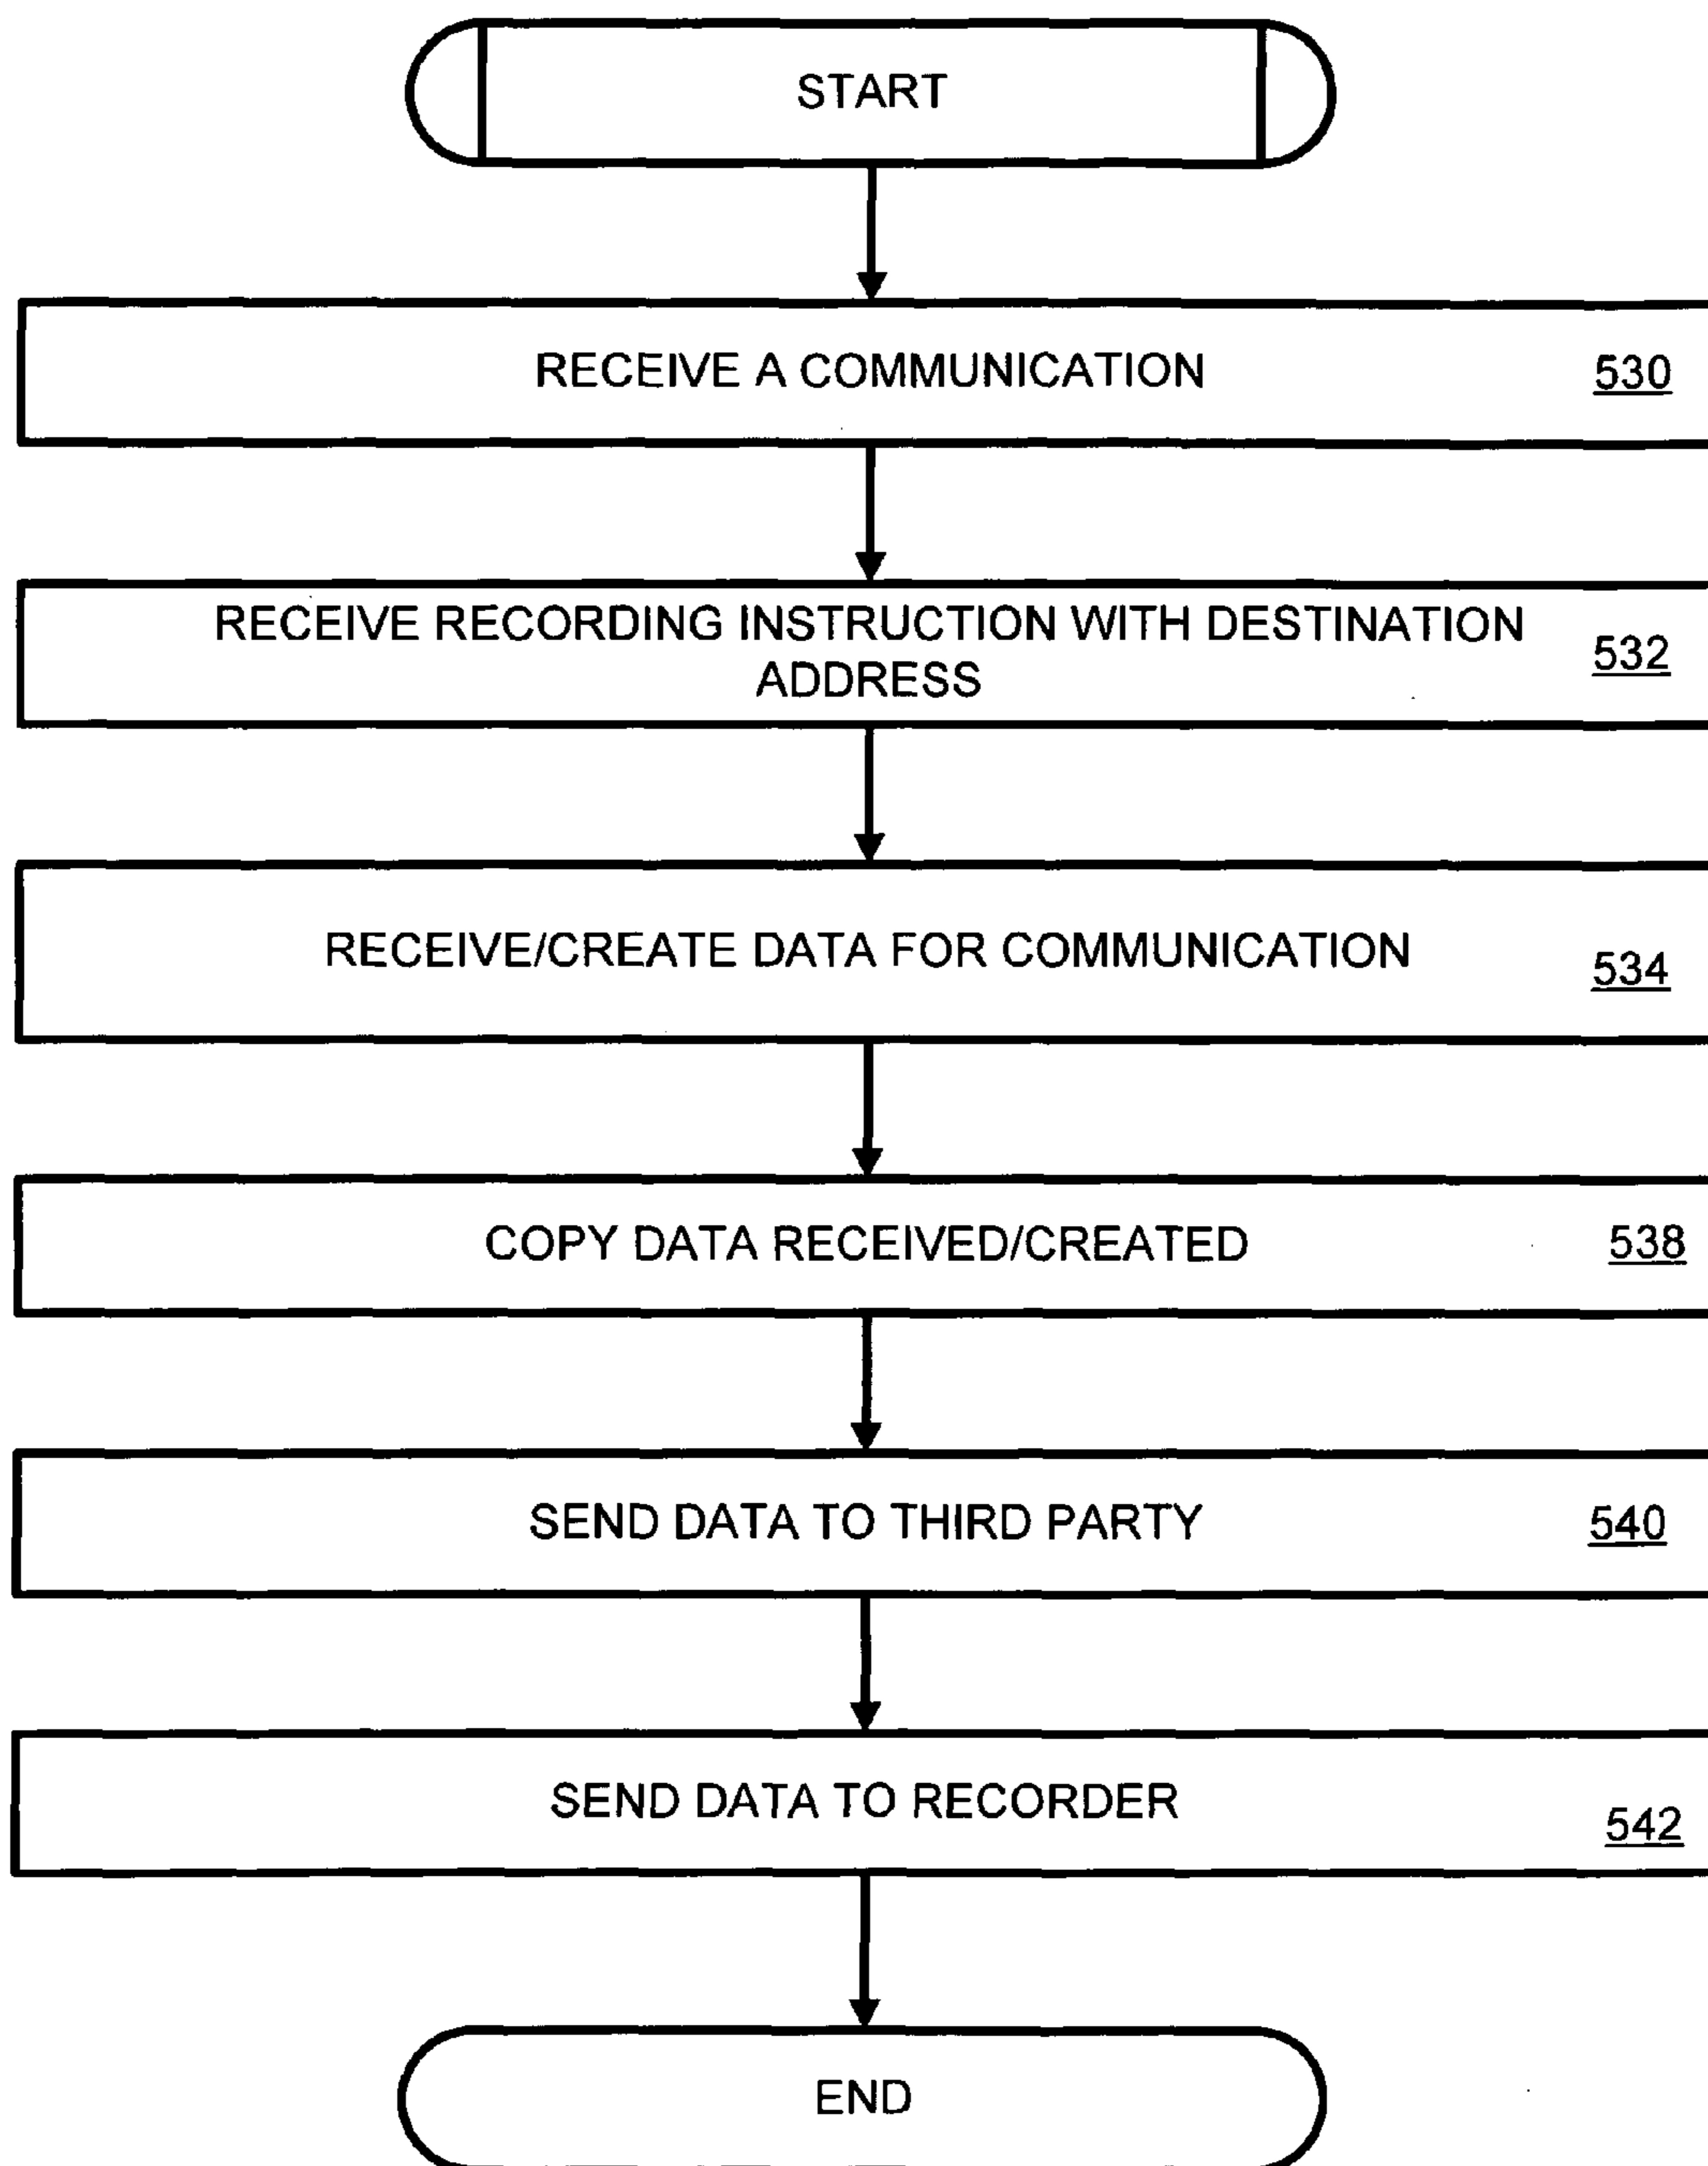 START
RECEIVE A COMMUNICATION 530
RECEIVE RECORDING INSTRUCTION WITH DESTINATION
ADDRESS 532
RECEIVE/CREATE DATA FOR COMMUNICATION 534
COPY DATA RECEIVED/CREATED 538
SEND DATA TO THIRD PARTY 540
SEND DATA TO RECORDER 542
END